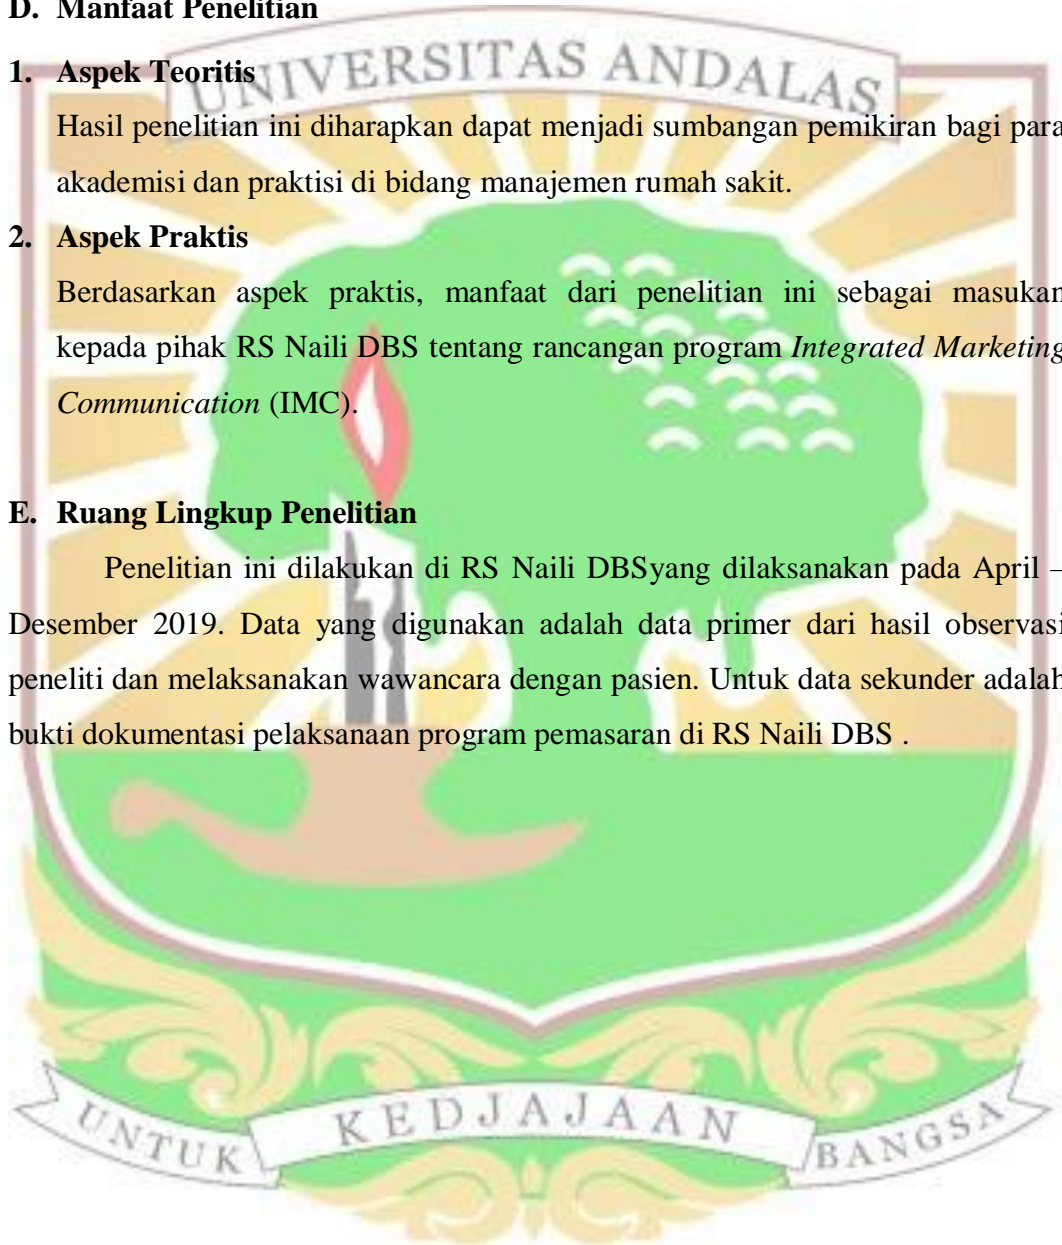 D. Manfaat Penelitian
UNIVERSITAS ANDALAS
1. Aspek Teoritis
Hasil penelitian ini diharapkan dapat menjadi sumbangan pemikiran bagi para
akademisi dan praktisi di bidang manajemen rumah sakit.
2. Aspek Praktis
Berdasarkan aspek praktis, manfaat dari penelitian ini sebagai masukan
kepada pihak RS Naili DBS tentang rancangan program Integrated Marketing
Communication (IMC).
E. Ruang Lingkup Penelitian
Penelitian ini dilakukan di RS Naili DBSyang dilaksanakan pada April –
Desember 2019. Data yang digunakan adalah data primer dari hasil observasi
peneliti dan melaksanakan wawancara dengan pasien. Untuk data sekunder adalah
bukti dokumentasi pelaksanaan program pemasaran di RS Naili DBS .
UNTUK KEDJAJAAN BANGSA